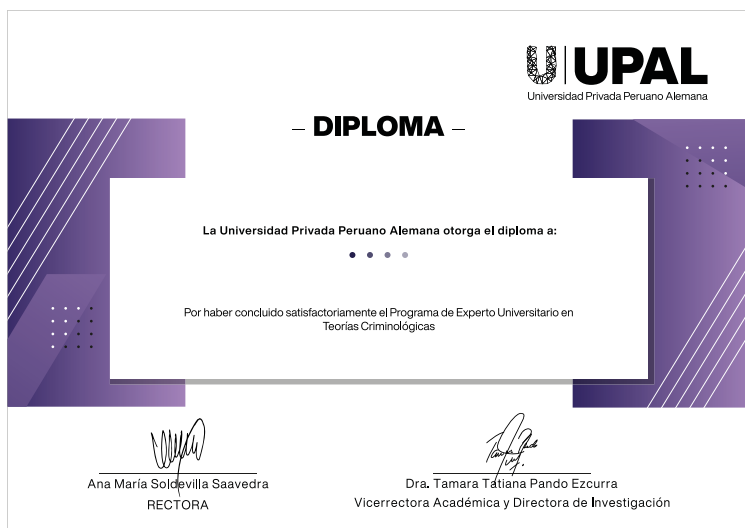 UPAL
Universidad Privada Peruano Alemana
– DIPLOMA –
La Universidad Privada Peruano Alemana otorga el diploma a:
Por haber concluido satisfactoriamente el Programa de Experto Universitario en
Teorías Criminológicas
Ana María Soldevilla Saavedra
RECTORA
Dra. Tamara Tatiana Pando Ezcurra
Vicerrectora Académica y Directora de Investigación